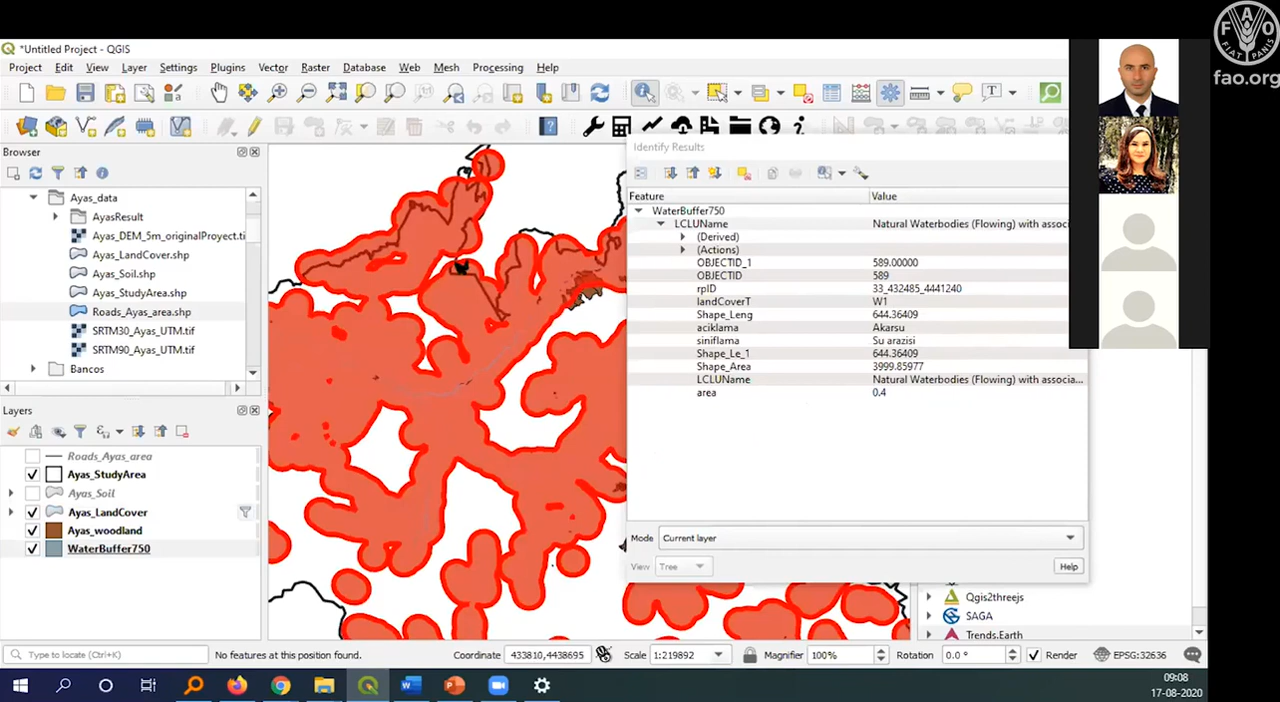 FAO
FIAT PANIS
fao.org
*Untitled Project - QGIS
Project Edit View Layer Settings Plugins Vector Raster Database Web Mesh Processing Help
Browser
Ayas_data
AyasResult
Ayas_DEM_5m_originalProyect.ti
Ayas_LandCover.shp
Ayas_Soil.shp
Ayas_StudyArea.shp
Roads_Ayas_area.shp
SRTM30_Ayas_UTM.tif
SRTM90_Ayas_UTM.tif
Bancos
Layers
Roads_Ayas_area
Ayas_StudyArea
Ayas_Soil
Ayas_LandCover
Ayas_woodland
WaterBuffer750
Identify Results
Feature Value
WaterBuffer750
LCLUName Natural Waterbodies (Flowing) with associ
(Derived)
(Actions)
OBJECTID_1 589.00000
OBJECTID 589
rpID 33_432485_4441240
landCoverT W1
Shape_Leng 644.36409
aciklama Akarsu
siniflama Su arazisi
Shape_Le_1 644.36409
Shape_Area 3999.85977
LCLUName Natural Waterbodies (Flowing) with associa...
area 0.4
Mode Current layer
View Tree Help
Qgis2threejs
SAGA
Trends.Earth
Type to locate (Ctrl+K) No features at this position found. Coordinate 433810,4438695 Scale 1:219892 Magnifier 100% Rotation 0.0 ° Render EPSG:32636
09:08
17-08-2020